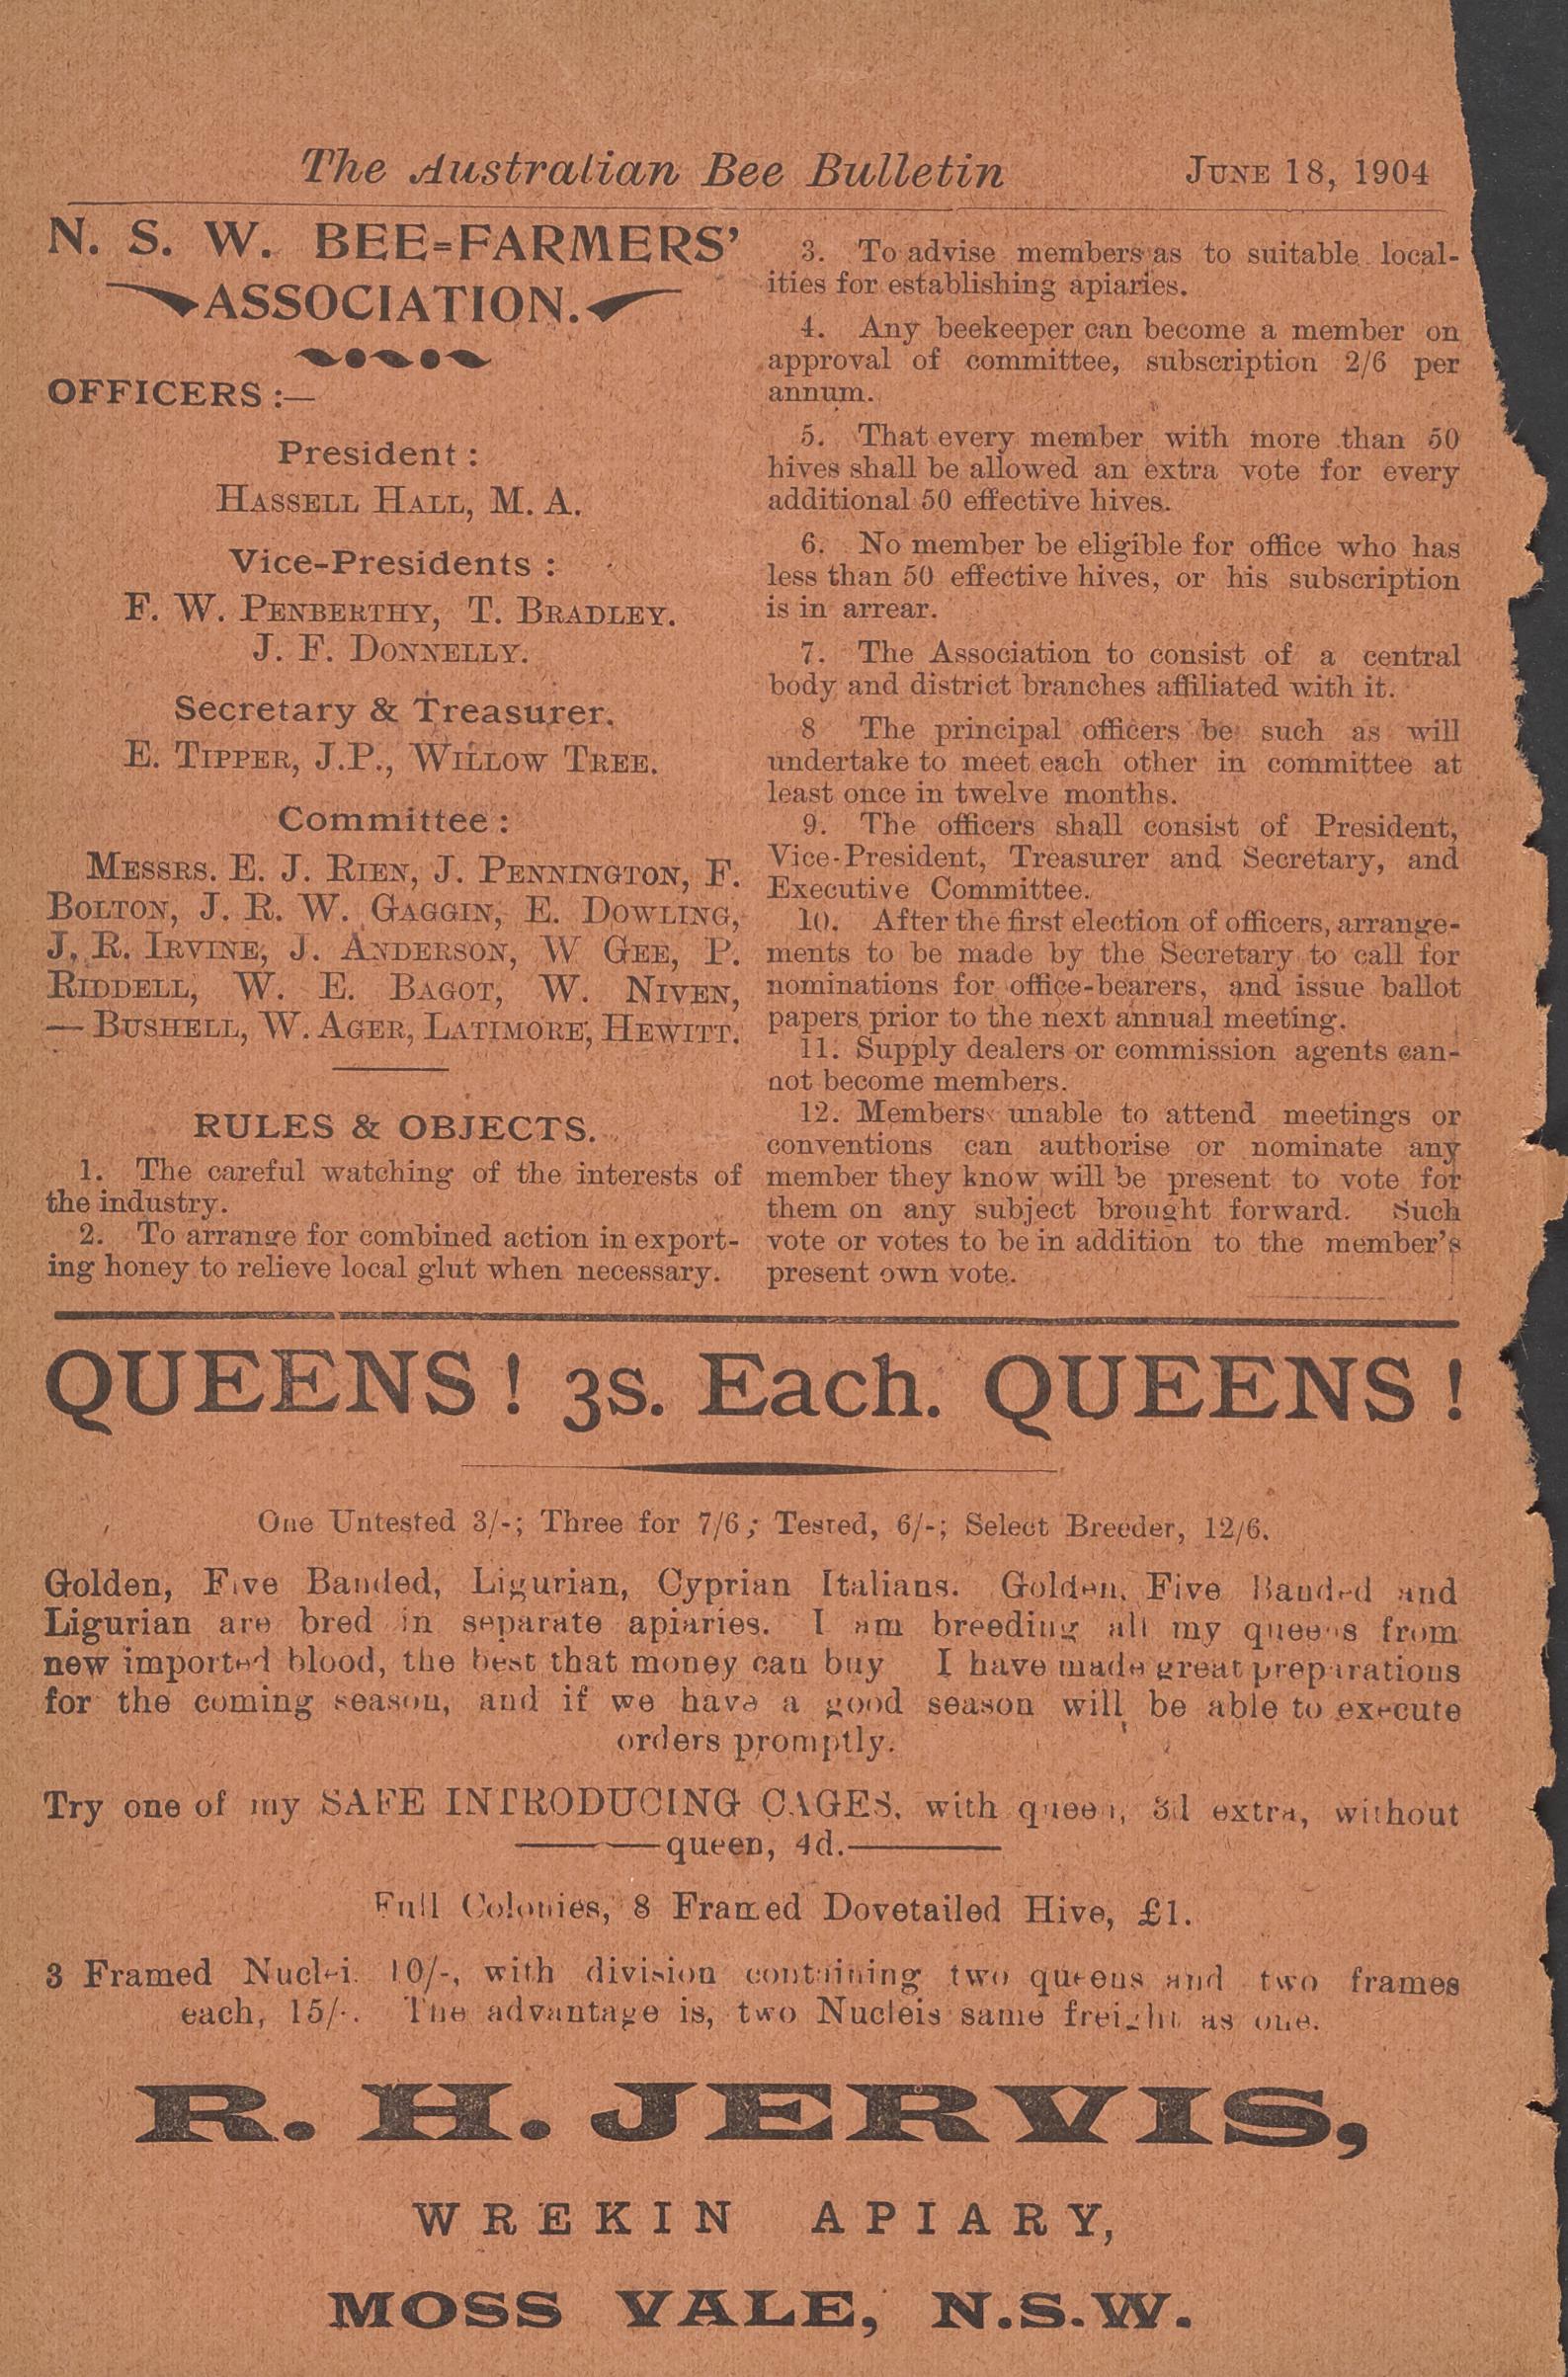 The Australian Bee Bulletin JUNE 18, 1904
N. S. W. BEE=FARMERS'
ASSOCIATION.
OFFICERS :—
President :
HASSELL HALL, M. A.
Vice-Presidents :
F. W. PENBERTHY, T. BRADLEY.
J. F. DONNELLY.
Secretary & Treasurer.
E. TIPPER, J.P., WILLOW TREE.
Committee :
MESSRS. E. J. RIEN, J. PENNINGTON, F.
BOLTON, J. R. W. GAGGIN, E. DOWLING,
J. R. IRVINE, J. ANDERSON, W GEE, P.
RIDDELL, W. E. BAGOT, W. NIVEN,
— BUSHELL, W. AGER, LATIMORE, HEWITT.
RULES & OBJECTS.
1. The careful watching of the interests of
the industry.
2. To arrange for combined action in export-
ing honey to relieve local glut when necessary.
3. To advise members as to suitable local-
ities for establishing apiaries.
4. Any beekeeper can become a member on
approval of committee, subscription 2/6 per
annum.
5. That every member with more than 50
hives shall be allowed an extra vote for every
additional 50 effective hives.
6. No member be eligible for office who has
less than 50 effective hives, or his subscription
is in arrear.
7. The Association to consist of a central
body and district branches affiliated with it.
8 The principal officers be such as will
undertake to meet each other in committee at
least once in twelve months.
9. The officers shall consist of President,
Vice-President, Treasurer and Secretary, and
Executive Committee.
10. After the first election of officers, arrange-
ments to be made by the Secretary to call for
nominations for office-bearers, and issue ballot
papers prior to the next annual meeting.
11. Supply dealers or commission agents can-
not become members.
12. Members unable to attend meetings or
conventions can authorise or nominate any
member they know will be present to vote for
them on any subject brought forward. Such
vote or votes to be in addition to the member's
present own vote.
QUEENS ! 3s. Each. QUEENS !
One Untested 3/-; Three for 7/6; Tested, 6/-; Select Breeder, 12/6.
Golden, Five Banded, Ligurian, Cyprian Italians. Golden, Five Banded and
Ligurian are bred in separate apiaries. I am breeding all my queens from
new imported blood, the best that money can buy I have made great preparations
for the coming season, and if we have a good season will be able to execute
orders promptly.
Try one of my SAFE INTRODUCING CAGES, with queen, 3d extra, without
queen, 4d.
Full Colonies, 8 Framed Dovetailed Hive, £1.
3 Framed Nuclei. 10/-, with division containing two queens and two frames
each, 15/-. The advantage is, two Nucleis same freight as one.
R. H. JERVIS,
WREKIN APIARY,
MOSS VALE, N.S.W.